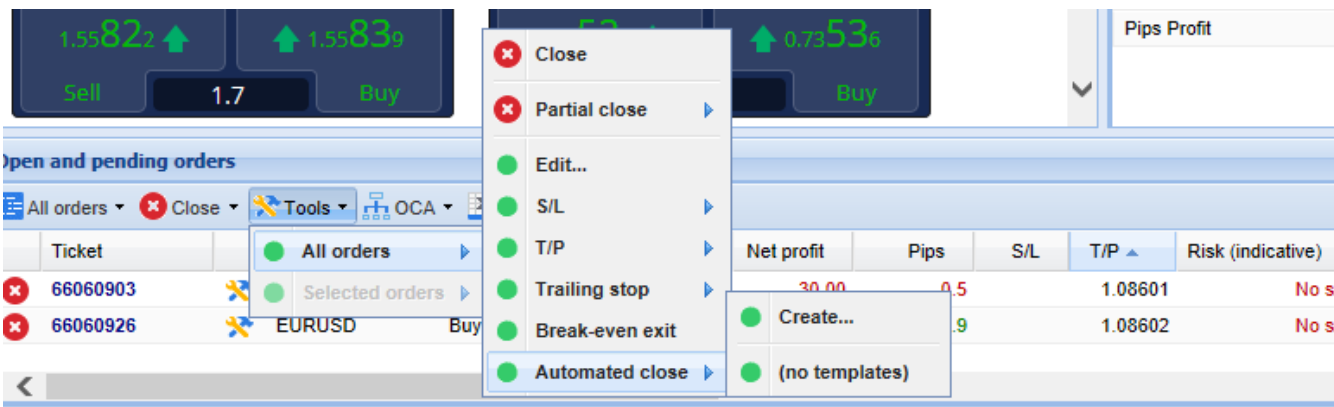 1.55822 1.55839 0.73536
Pips Profit
Sell 1.7 Buy Buy
Close
Partial close
Edit...
Open and pending orders
All orders Close Tools OCA
S/L
T/P
Trailing stop
Break-even exit
Automated close
All orders
Selected orders
Create...
(no templates)
Ticket Net profit Pips S/L T/P Risk (indicative)
66060903 30.00 0.5 1.08601 No s
66060926 EURUSD Buy .9 1.08602 No s